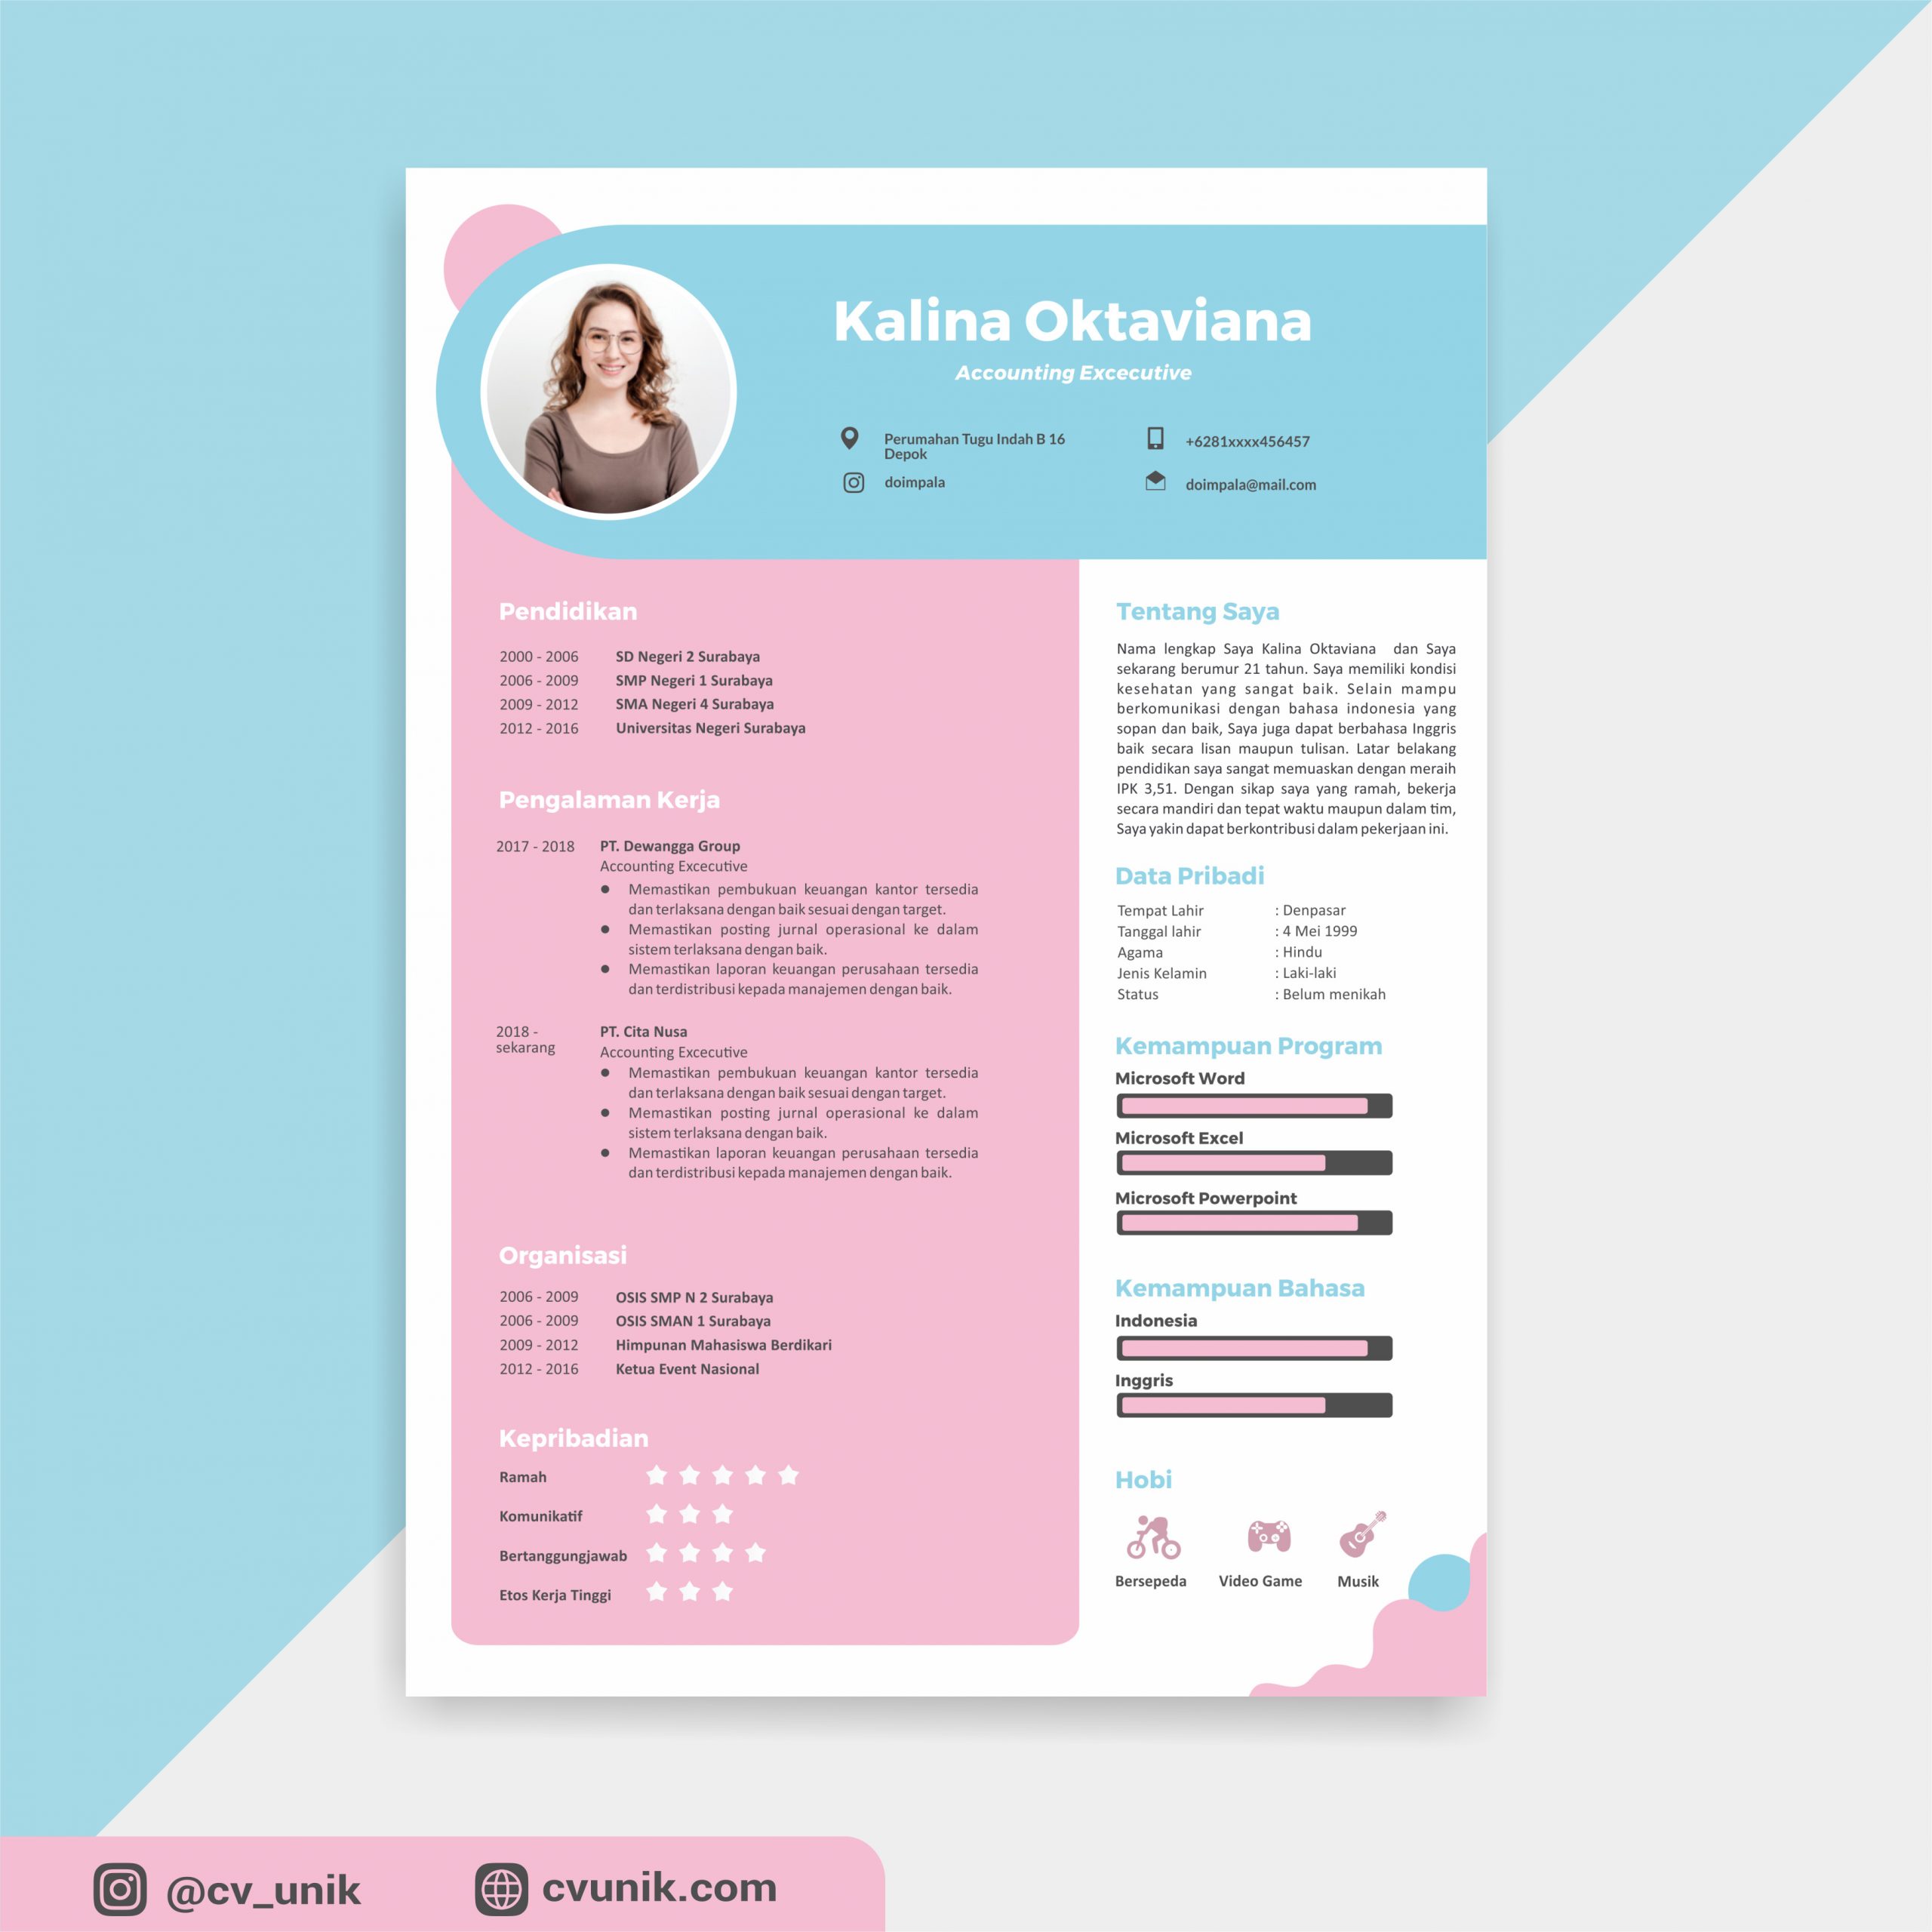 Kalina Oktaviana
Accounting Excecutive
Perumahan Tugu Indah B 16
Depok
+6281xxxx456457
doimpala
doimpala@mail.com
Pendidikan
2000 - 2006 SD Negeri 2 Surabaya
2006 - 2009 SMP Negeri 1 Surabaya
2009 - 2012 SMA Negeri 4 Surabaya
2012 - 2016 Universitas Negeri Surabaya
Pengalaman Kerja
2017 - 2018 PT. Dewangga Group
Accounting Excecutive
● Memastikan pembukuan keuangan kantor tersedia
dan terlaksana dengan baik sesuai dengan target.
● Memastikan posting jurnal operasional ke dalam
sistem terlaksana dengan baik.
● Memastikan laporan keuangan perusahaan tersedia
dan terdistribusi kepada manajemen dengan baik.
2018 - PT. Cita Nusa
sekarang Accounting Excecutive
● Memastikan pembukuan keuangan kantor tersedia
dan terlaksana dengan baik sesuai dengan target.
● Memastikan posting jurnal operasional ke dalam
sistem terlaksana dengan baik.
● Memastikan laporan keuangan perusahaan tersedia
dan terdistribusi kepada manajemen dengan baik.
Organisasi
2006 - 2009 OSIS SMP N 2 Surabaya
2006 - 2009 OSIS SMAN 1 Surabaya
2009 - 2012 Himpunan Mahasiswa Berdikari
2012 - 2016 Ketua Event Nasional
Kepribadian
Ramah
Komunikatif
Bertanggungjawab
Etos Kerja Tinggi
Tentang Saya
Nama lengkap Saya Kalina Oktaviana dan Saya
sekarang berumur 21 tahun. Saya memiliki kondisi
kesehatan yang sangat baik. Selain mampu
berkomunikasi dengan bahasa indonesia yang
sopan dan baik, Saya juga dapat berbahasa Inggris
baik secara lisan maupun tulisan. Latar belakang
pendidikan saya sangat memuaskan dengan meraih
IPK 3,51. Dengan sikap saya yang ramah, bekerja
secara mandiri dan tepat waktu maupun dalam tim,
Saya yakin dapat berkontribusi dalam pekerjaan ini.
Data Pribadi
Tempat Lahir : Denpasar
Tanggal lahir : 4 Mei 1999
Agama : Hindu
Jenis Kelamin : Laki-laki
Status : Belum menikah
Kemampuan Program
Microsoft Word
Microsoft Excel
Microsoft Powerpoint
Kemampuan Bahasa
Indonesia
Inggris
Hobi
Bersepeda Video Game Musik
@cv_unik cvunik.com